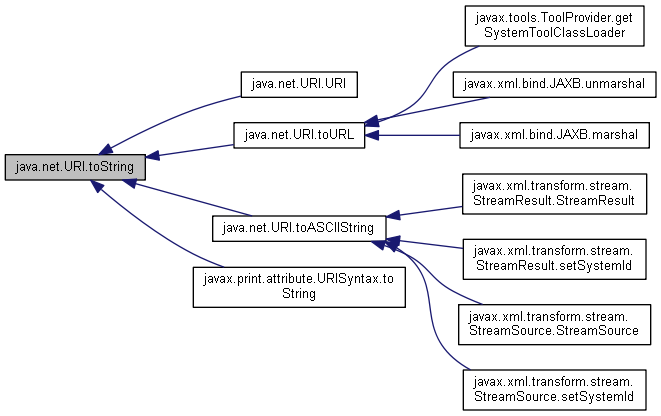 javax.tools.ToolProvider.get
SystemToolClassLoader
java.net.URI.URI
javax.xml.bind.JAXB.unmarshal
java.net.URI.toURL
javax.xml.bind.JAXB.marshal
java.net.URI.toString
javax.xml.transform.stream.
StreamResult.StreamResult
java.net.URI.toASCIIString
javax.xml.transform.stream.
StreamResult.setSystemId
javax.print.attribute.URISyntax.to
String
javax.xml.transform.stream.
StreamSource.StreamSource
javax.xml.transform.stream.
StreamSource.setSystemId